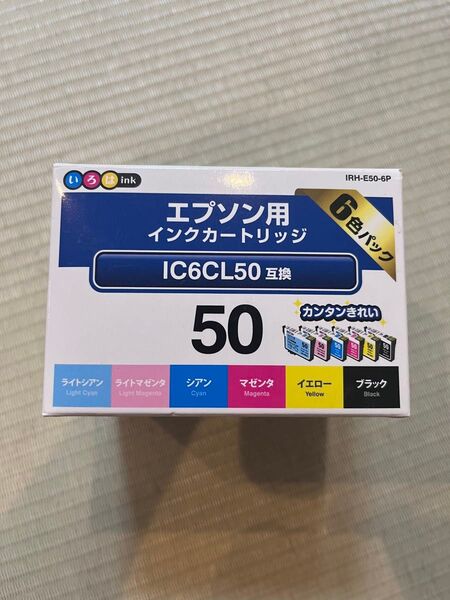 いろは ink
IRH-E50-6P
エプソン用
インクカートリッジ
6色パック
IC6CL50 互換
50
カンタンきれい
ライトシアン ライトマゼンタ シアン マゼンタ イエロー ブラック
Light Cyan Light Magenta Cyan Magenta Yellow Black